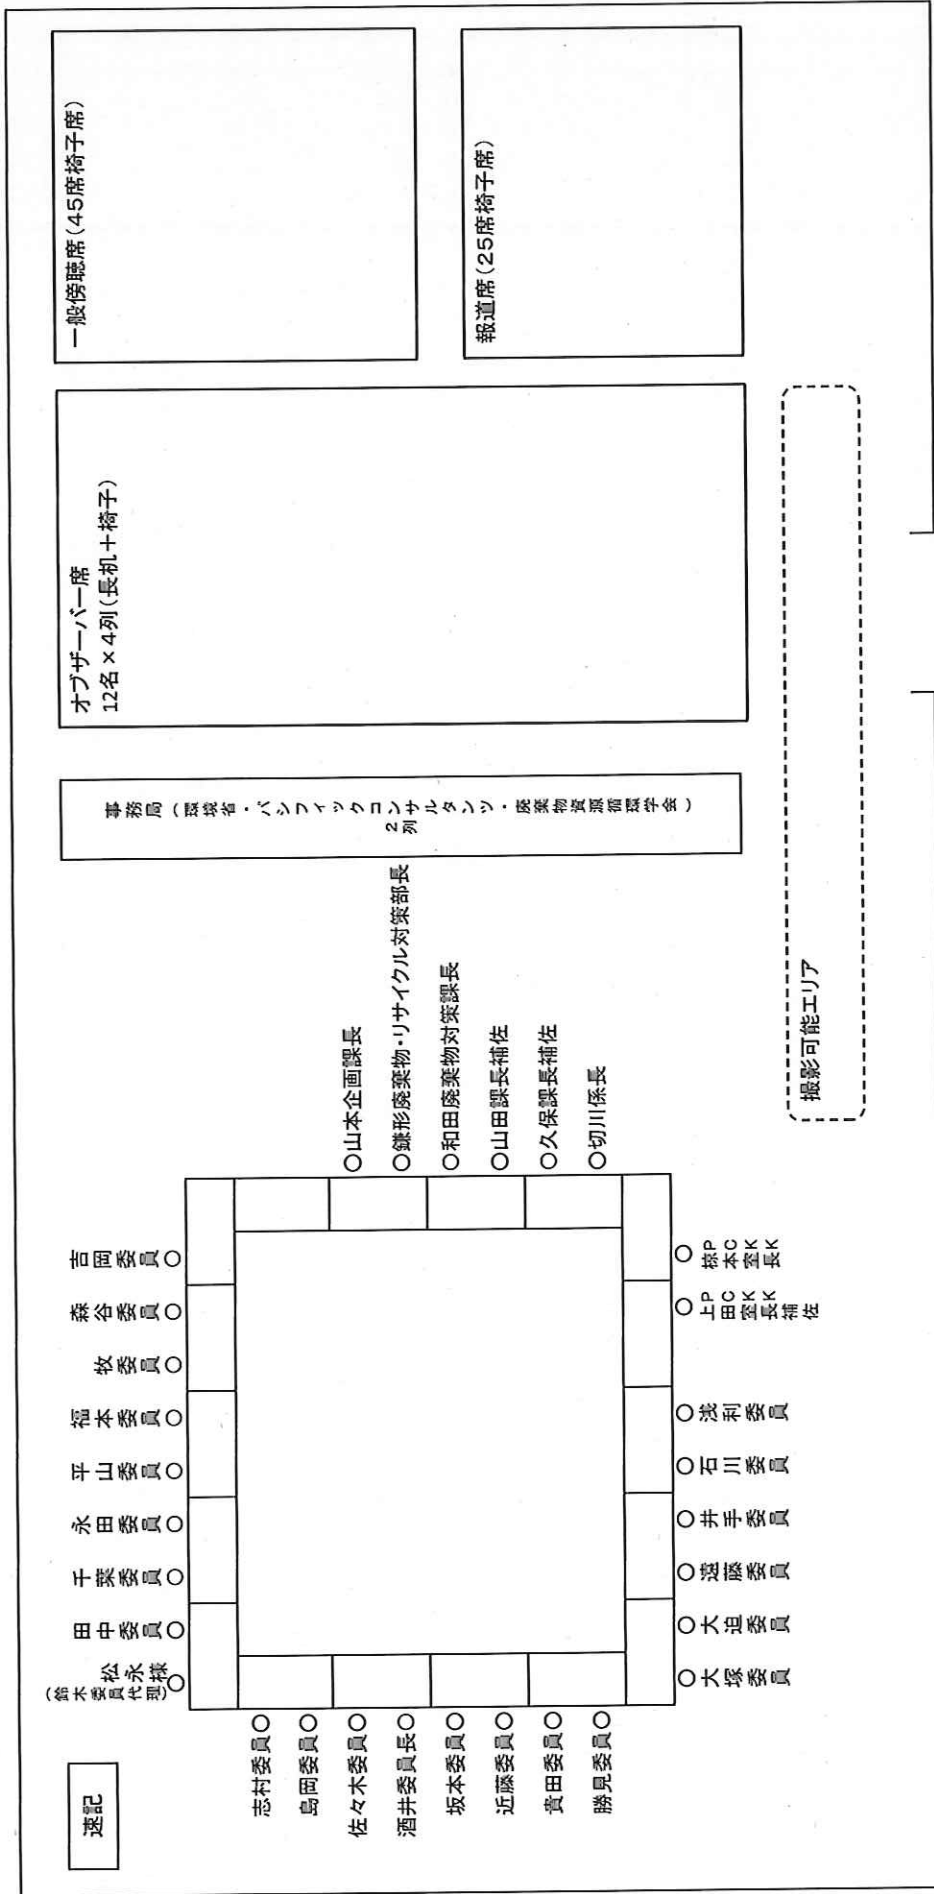 速記
松永様
(鈴木委員代理)
田中委員○
千葉委員○
永田委員○
平山委員○
福本委員○
牧委員○
森谷委員○
吉岡委員○
志村委員○
島岡委員○
佐々木委員○
酒井委員長○
坂本委員○
近藤委員○
貴田委員○
勝見委員○
○山本企画課長
○鎌形廃棄物・リサイクル対策部長
○和田廃棄物対策課長
○山田課長補佐
○久保課長補佐
○切川係長
○大塚委員
○大迫委員
○遠藤委員
○井手委員
○石川委員
○浅利委員
○PCKK
上田室長補佐
○PCKK
椋本室長
事務局(環境省・パシフィックコンサルタンツ・廃棄物資源循環学会)
2列
オブザーバー席
12名×4列(長机+椅子)
一般傍聴席(45席椅子席)
報道席(25席椅子席)
撮影可能エリア